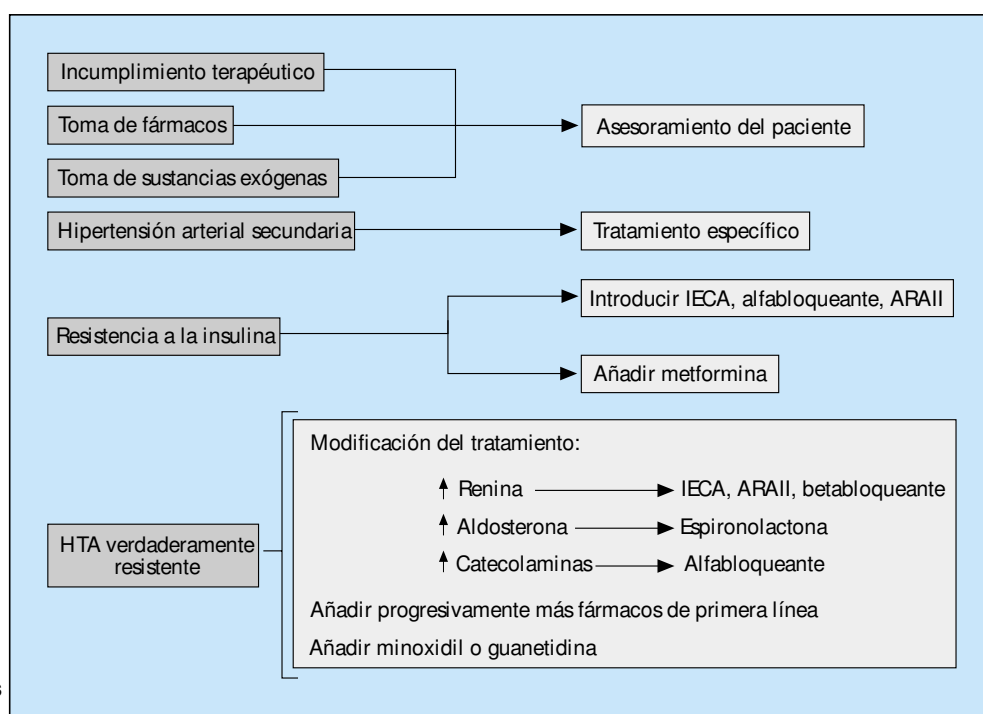 Incumplimiento terapéutico
Toma de fármacos
Asesoramiento del paciente
Toma de sustancias exógenas
Hipertensión arterial secundaria
Tratamiento específico
Introducir IECA, alfabloqueante, ARAII
Resistencia a la insulina
Añadir metformina
Modificación del tratamiento:
Renina
IECA, ARAII, betabloqueante
Aldosterona
Espironolactona
Catecolaminas
Alfabloqueante
HTA verdaderamente
resistente
Añadir progresivamente más fármacos de primera línea
Añadir minoxidil o guanetidina